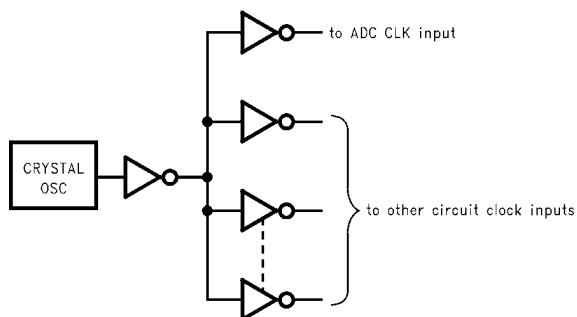 to ADC CLK input
CRYSTAL
OSC
to other circuit clock inputs